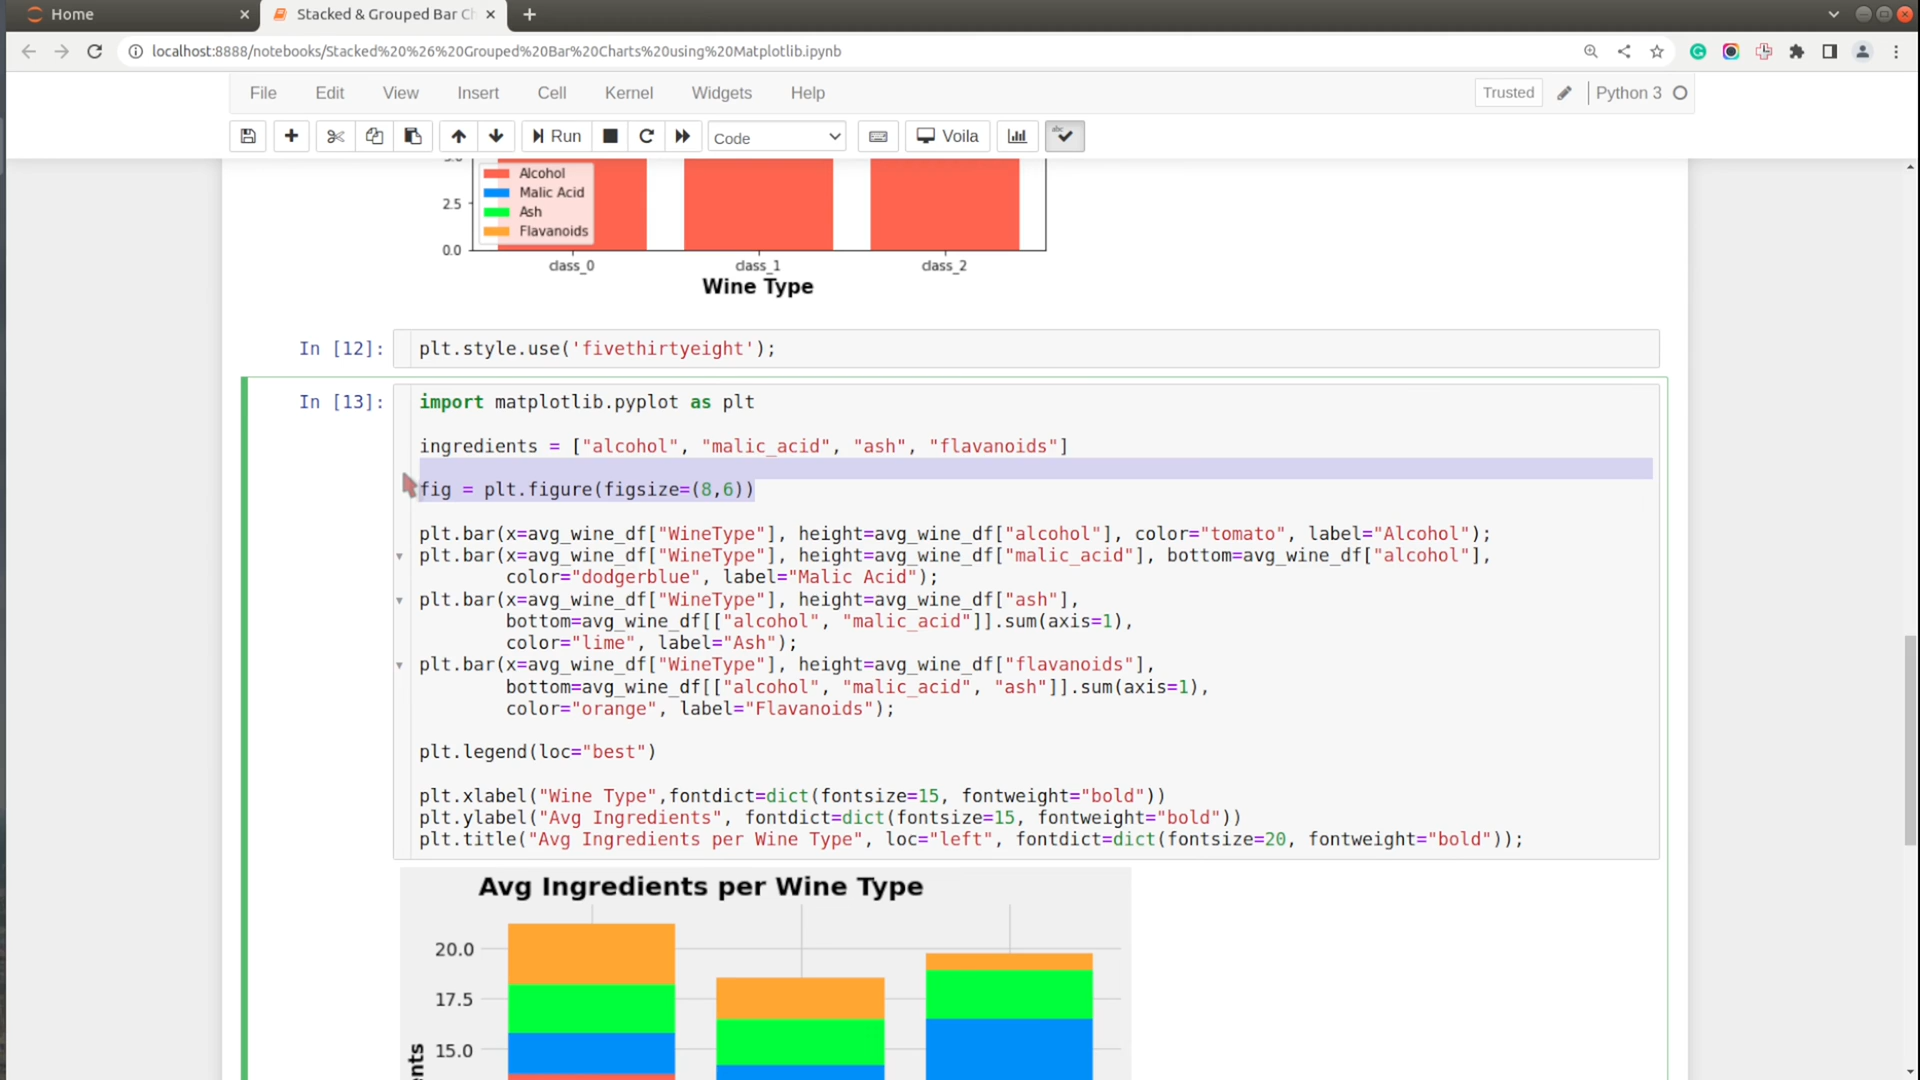 Home
Stacked & Grouped Bar Ch
localhost:8888/notebooks/Stacked%20%26%20Grouped%20Bar%20Charts%20using%20Matplotlib.ipynb
File Edit View Insert Cell Kernel Widgets Help Trusted Python 3
Run Code Voila
5.0
Alcohol
Malic Acid
2.5
Ash
Flavanoids
0.0
class_0 class_1 class_2
Wine Type
In [12]: plt.style.use('fivethirtyeight');
In [13]: import matplotlib.pyplot as plt
ingredients = ["alcohol", "malic_acid", "ash", "flavanoids"]
fig = plt.figure(figsize=(8,6))
plt.bar(x=avg_wine_df["WineType"], height=avg_wine_df["alcohol"], color="tomato", label="Alcohol");
plt.bar(x=avg_wine_df["WineType"], height=avg_wine_df["malic_acid"], bottom=avg_wine_df["alcohol"],
color="dodgerblue", label="Malic Acid");
plt.bar(x=avg_wine_df["WineType"], height=avg_wine_df["ash"],
bottom=avg_wine_df[["alcohol", "malic_acid"]].sum(axis=1),
color="lime", label="Ash");
plt.bar(x=avg_wine_df["WineType"], height=avg_wine_df["flavanoids"],
bottom=avg_wine_df[["alcohol", "malic_acid", "ash"]].sum(axis=1),
color="orange", label="Flavanoids");
plt.legend(loc="best")
plt.xlabel("Wine Type",fontdict=dict(fontsize=15, fontweight="bold"))
plt.ylabel("Avg Ingredients", fontdict=dict(fontsize=15, fontweight="bold"))
plt.title("Avg Ingredients per Wine Type", loc="left", fontdict=dict(fontsize=20, fontweight="bold"));
Avg Ingredients per Wine Type
20.0
17.5
15.0
ents